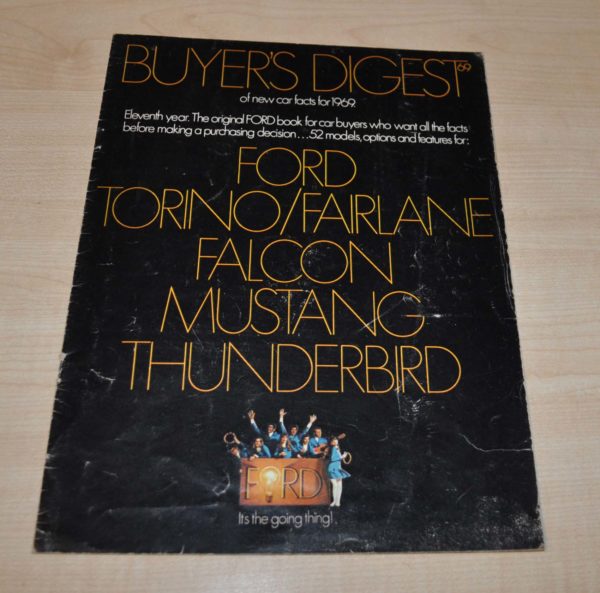 BUYER'S DIGEST 69
of new car facts for 1969.
Eleventh year. The original FORD book for car buyers who want all the facts
before making a purchasing decision...52 models, options and features for:
FORD
TORINO/FAIRLANE
FALCON
MUSTANG
THUNDERBIRD
FORD
It's the going thing!